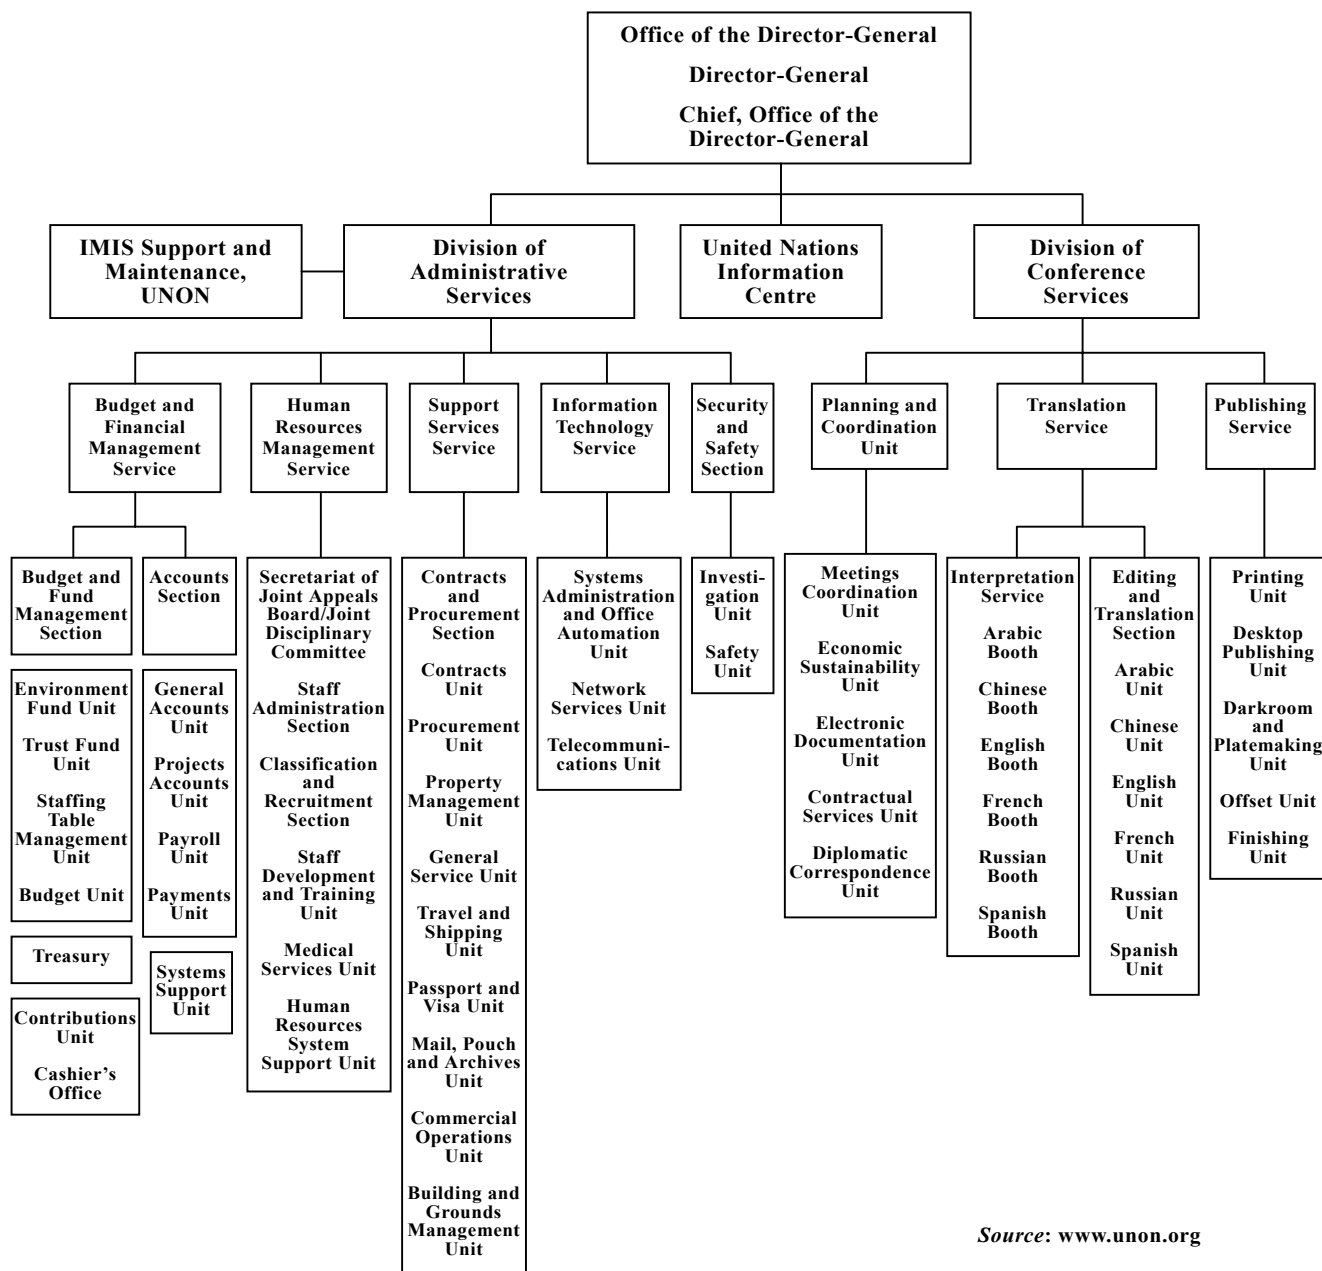 Office of the Director-General
Director-General
Chief, Office of the
Director-General
IMIS Support and
Maintenance,
UNON
Division of
Administrative
Services
United Nations
Information
Centre
Division of
Conference
Services
Budget and
Financial
Management
Service
Human
Resources
Management
Service
Support
Services
Service
Information
Technology
Service
Security
and
Safety
Section
Planning and
Coordination
Unit
Translation
Service
Publishing
Service
Budget and
Fund
Management
Section
Environment
Fund Unit
Trust Fund
Unit
Staffing
Table
Management
Unit
Budget Unit
Treasury
Contributions
Unit
Cashier's
Office
Accounts
Section
General
Accounts
Unit
Projects
Accounts
Unit
Payroll
Unit
Payments
Unit
Systems
Support
Unit
Secretariat of
Joint Appeals
Board/Joint
Disciplinary
Committee
Staff
Administration
Section
Classification
and
Recruitment
Section
Staff
Development
and Training
Unit
Medical
Services Unit
Human
Resources
System
Support Unit
Contracts
and
Procurement
Section
Contracts
Unit
Procurement
Unit
Property
Management
Unit
General
Service Unit
Travel and
Shipping
Unit
Passport and
Visa Unit
Mail, Pouch
and Archives
Unit
Commercial
Operations
Unit
Building and
Grounds
Management
Unit
Systems
Administration
and Office
Automation
Unit
Network
Services Unit
Telecommuni-
cations Unit
Investi-
gation
Unit
Safety
Unit
Meetings
Coordination
Unit
Economic
Sustainability
Unit
Electronic
Documentation
Unit
Contractual
Services Unit
Diplomatic
Correspondence
Unit
Interpretation
Service
Arabic
Booth
Chinese
Booth
English
Booth
French
Booth
Russian
Booth
Spanish
Booth
Editing
and
Translation
Section
Arabic
Unit
Chinese
Unit
English
Unit
French
Unit
Russian
Unit
Spanish
Unit
Printing
Unit
Desktop
Publishing
Unit
Darkroom
and
Platemaking
Unit
Offset Unit
Finishing
Unit
Source: www.unon.org